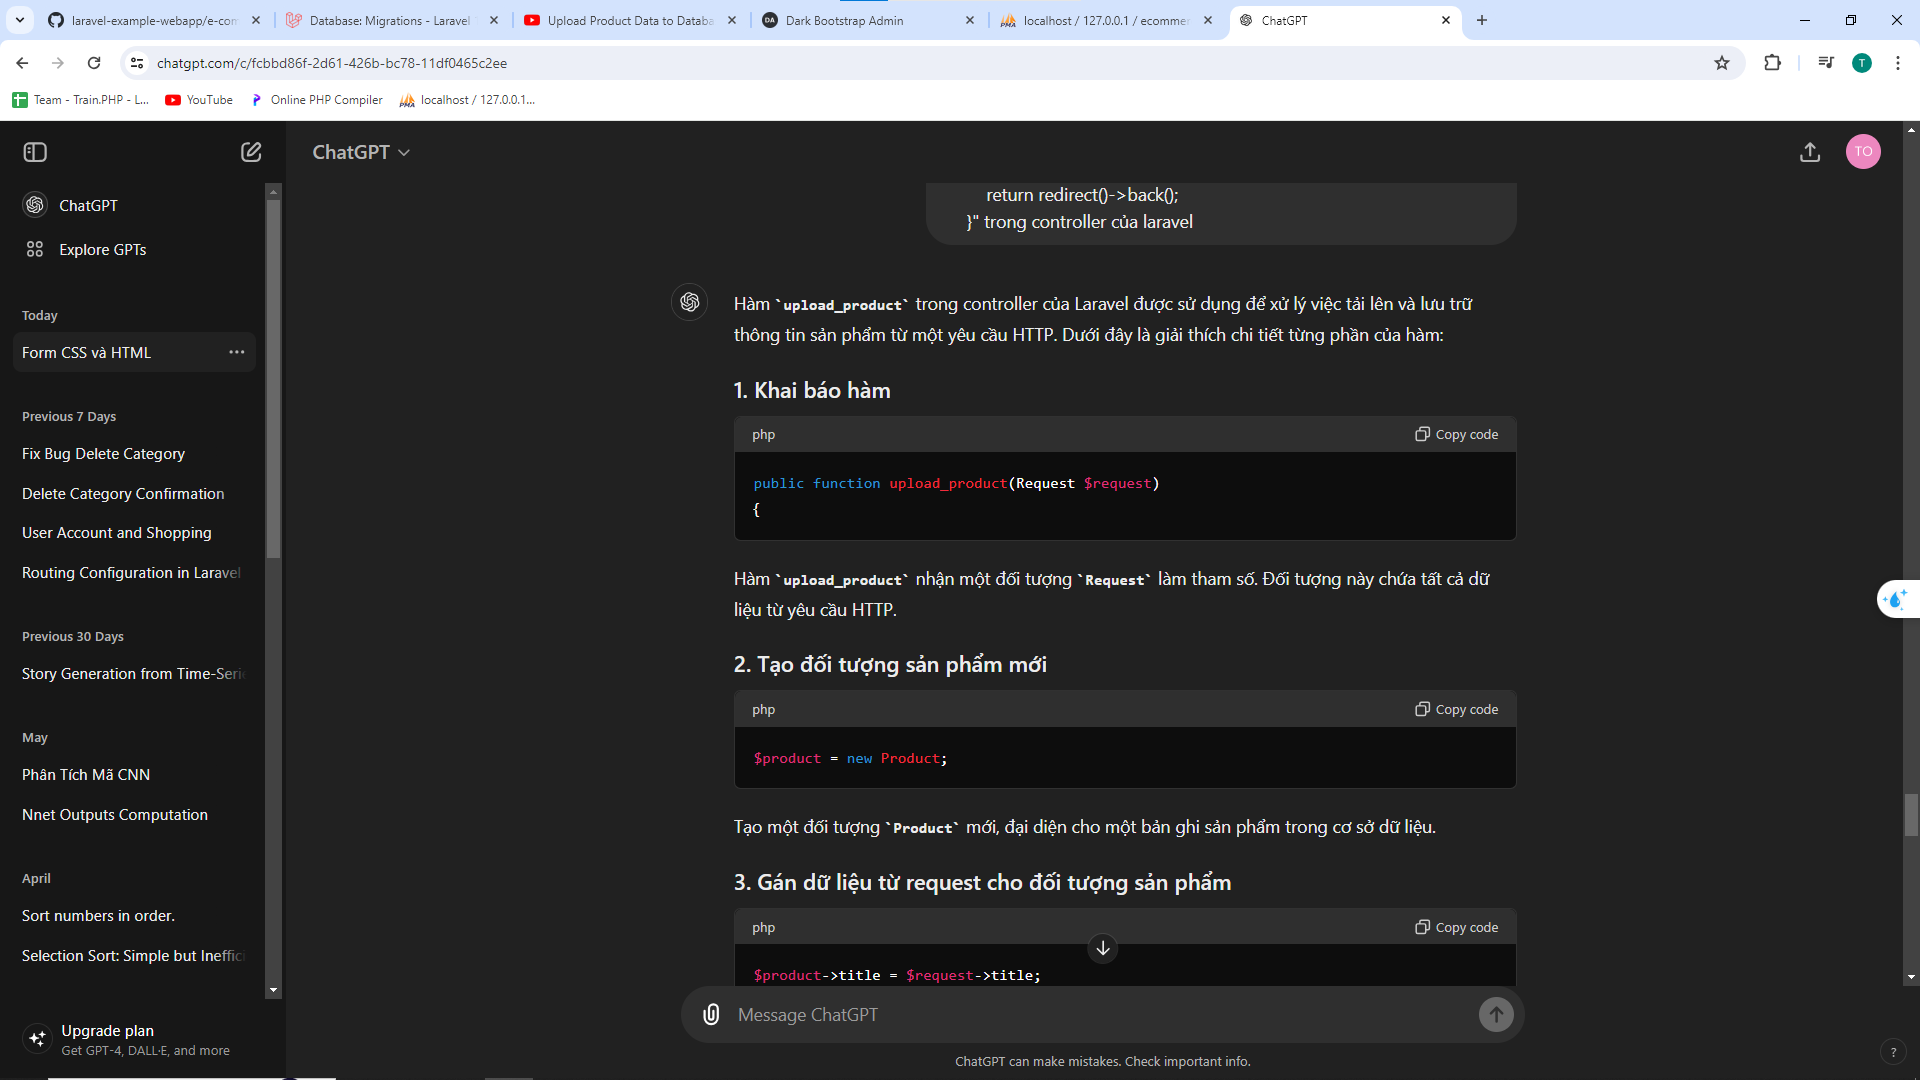 laravel-example-webapp/e-com
Database: Migrations - Laravel
Upload Product Data to Databa
DA
Dark Bootstrap Admin
PMA
localhost / 127.0.0.1 / ecommer
ChatGPT
chatgpt.com/c/fcbbd86f-2d61-426b-bc78-11df0465c2ee
T
Team - Train.PHP - L...
YouTube
Online PHP Compiler
PMA
localhost / 127.0.0.1...
ChatGPT
TO
ChatGPT
Explore GPTs
Today
Form CSS và HTML
Previous 7 Days
Fix Bug Delete Category
Delete Category Confirmation
User Account and Shopping
Routing Configuration in Laravel
Previous 30 Days
Story Generation from Time-Serie
May
Phân Tích Mã CNN
Nnet Outputs Computation
April
Sort numbers in order.
Selection Sort: Simple but Ineffici
Upgrade plan
Get GPT-4, DALL·E, and more
return redirect()->back();
}" trong controller của laravel
Hàm `upload_product` trong controller của Laravel được sử dụng để xử lý việc tải lên và lưu trữ
thông tin sản phẩm từ một yêu cầu HTTP. Dưới đây là giải thích chi tiết từng phần của hàm:
1. Khai báo hàm
php
Copy code
public function upload_product(Request $request)
{
Hàm `upload_product` nhận một đối tượng `Request` làm tham số. Đối tượng này chứa tất cả dữ
liệu từ yêu cầu HTTP.
2. Tạo đối tượng sản phẩm mới
php
Copy code
$product = new Product;
Tạo một đối tượng `Product` mới, đại diện cho một bản ghi sản phẩm trong cơ sở dữ liệu.
3. Gán dữ liệu từ request cho đối tượng sản phẩm
php
Copy code
$product->title = $request->title;
Message ChatGPT
ChatGPT can make mistakes. Check important info.
?